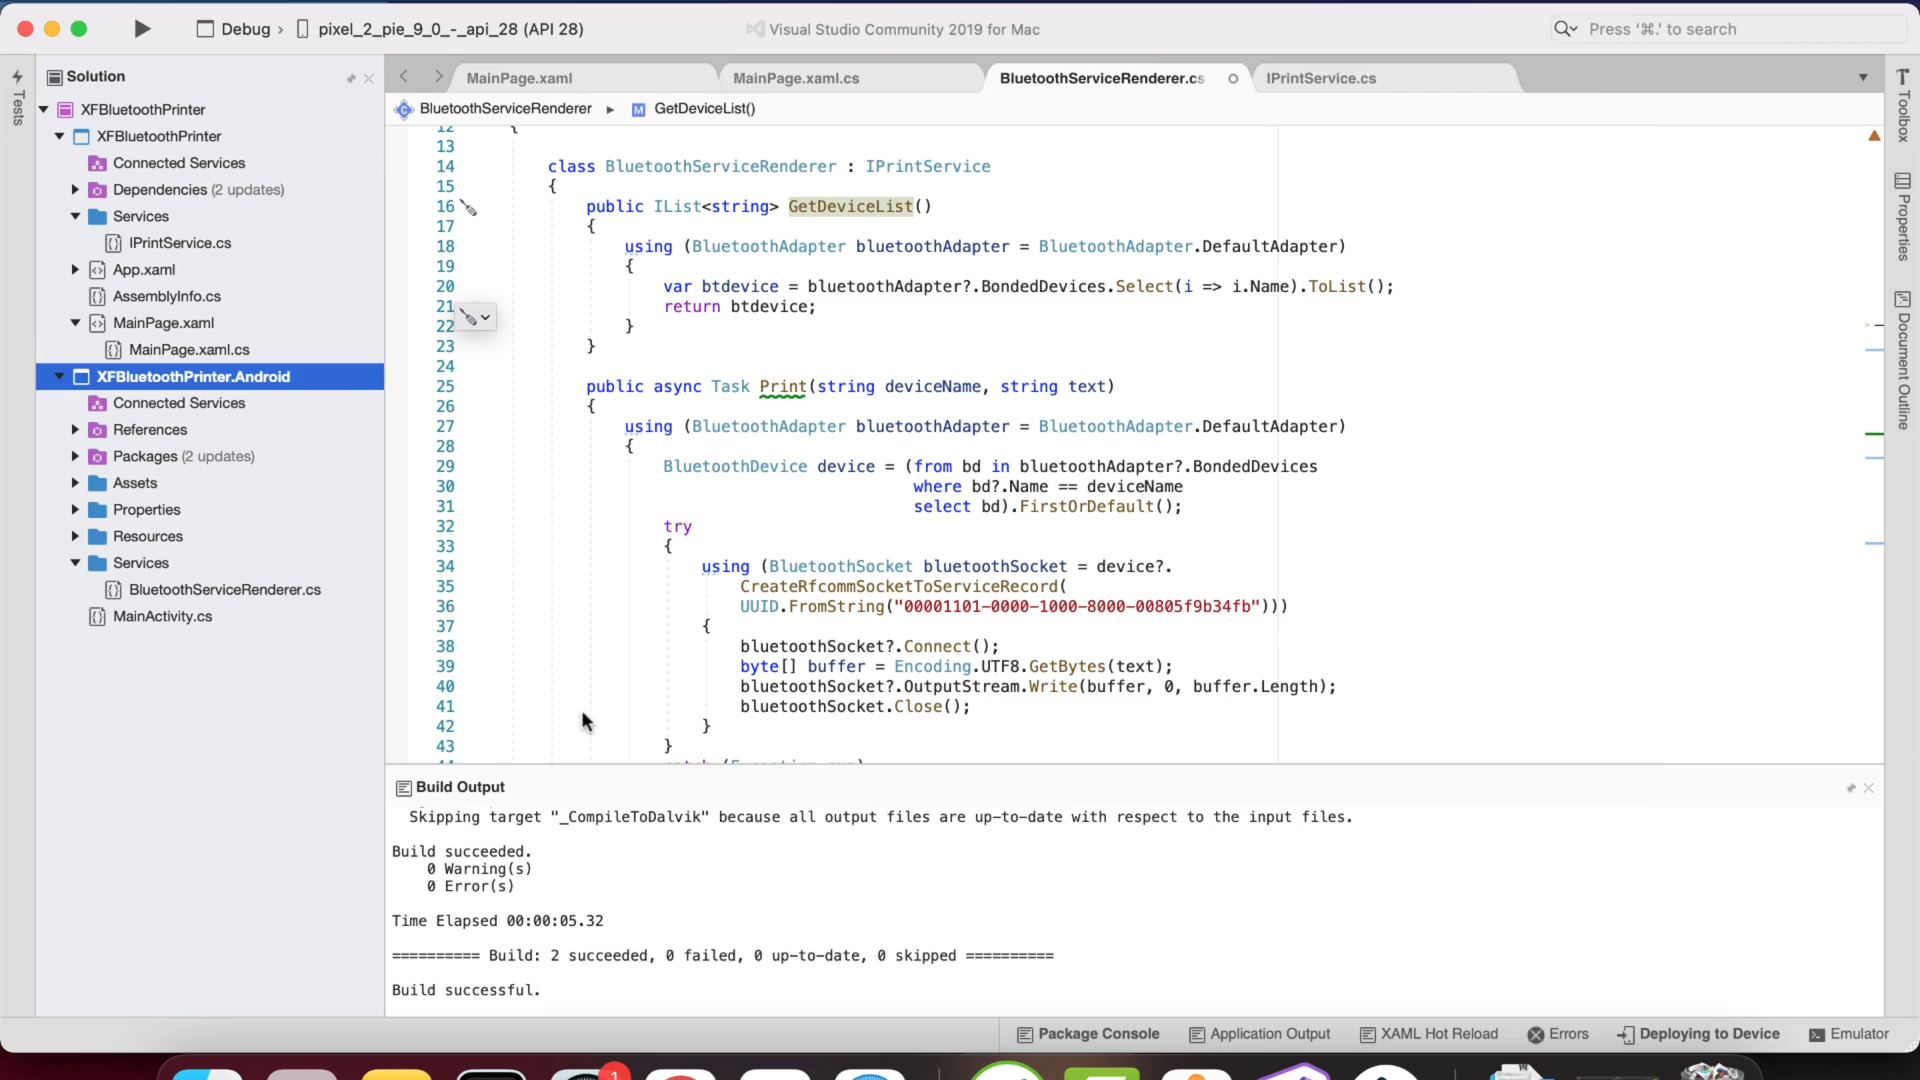 Debug › pixel_2_pie_9_0_-_api_28 (API 28)
Visual Studio Community 2019 for Mac
Press '⌘.' to search
Tests
Solution
XFBluetoothPrinter
XFBluetoothPrinter
Connected Services
Dependencies (2 updates)
Services
IPrintService.cs
App.xaml
AssemblyInfo.cs
MainPage.xaml
MainPage.xaml.cs
XFBluetoothPrinter.Android
Connected Services
References
Packages (2 updates)
Assets
Properties
Resources
Services
BluetoothServiceRenderer.cs
MainActivity.cs
MainPage.xaml
MainPage.xaml.cs
BluetoothServiceRenderer.cs
IPrintService.cs
BluetoothServiceRenderer ▸ M GetDeviceList()
12 {
13
14 class BluetoothServiceRenderer : IPrintService
15 {
16 public IList<string> GetDeviceList()
17 {
18 using (BluetoothAdapter bluetoothAdapter = BluetoothAdapter.DefaultAdapter)
19 {
20 var btdevice = bluetoothAdapter?.BondedDevices.Select(i => i.Name).ToList();
21 return btdevice;
22 }
23 }
24
25 public async Task Print(string deviceName, string text)
26 {
27 using (BluetoothAdapter bluetoothAdapter = BluetoothAdapter.DefaultAdapter)
28 {
29 BluetoothDevice device = (from bd in bluetoothAdapter?.BondedDevices
30 where bd?.Name == deviceName
31 select bd).FirstOrDefault();
32 try
33 {
34 using (BluetoothSocket bluetoothSocket = device?.
35 CreateRfcommSocketToServiceRecord(
36 UUID.FromString("00001101-0000-1000-8000-00805f9b34fb")))
37 {
38 bluetoothSocket?.Connect();
39 byte[] buffer = Encoding.UTF8.GetBytes(text);
40 bluetoothSocket?.OutputStream.Write(buffer, 0, buffer.Length);
41 bluetoothSocket.Close();
42 }
43 }
Toolbox
Properties
Document Outline
Build Output
Skipping target "_CompileToDalvik" because all output files are up-to-date with respect to the input files.
Build succeeded.
0 Warning(s)
0 Error(s)
Time Elapsed 00:00:05.32
========== Build: 2 succeeded, 0 failed, 0 up-to-date, 0 skipped ==========
Build successful.
Package Console
Application Output
XAML Hot Reload
Errors
Deploying to Device
Emulator
1